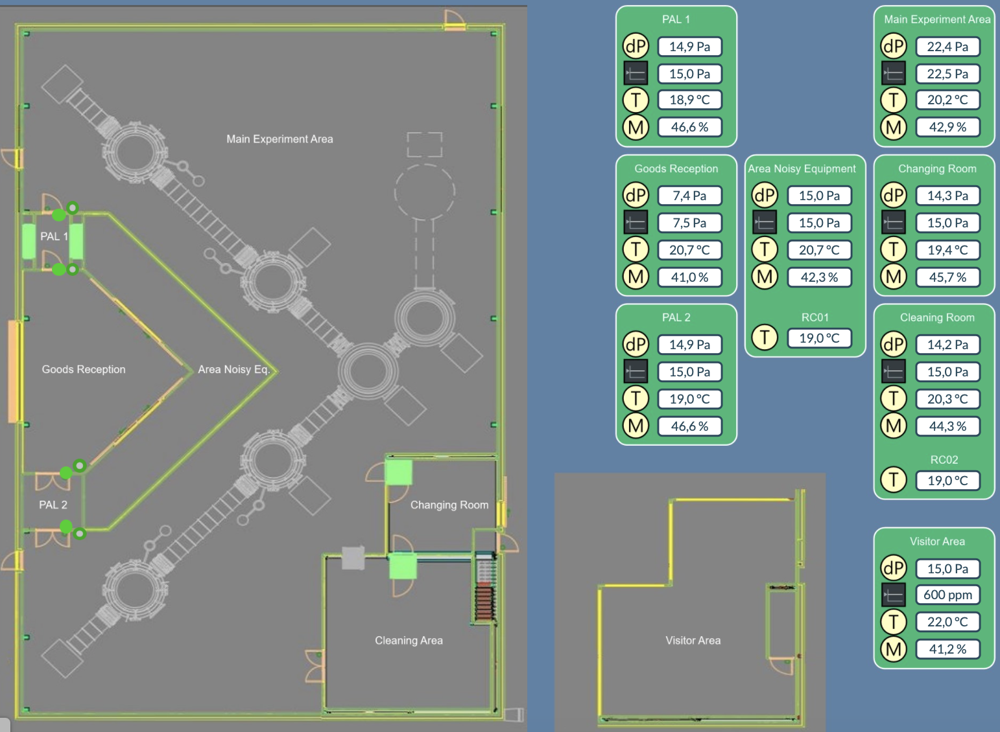 Main Experiment Area
PAL 1
Goods Reception
Area Noisy Eq.
PAL 2
Changing Room
Cleaning Area
Visitor Area
PAL 1
dP 14,9 Pa
15,0 Pa
T 18,9 °C
M 46,6 %
Main Experiment Area
dP 22,4 Pa
22,5 Pa
T 20,2 °C
M 42,9 %
Goods Reception
dP 7,4 Pa
7,5 Pa
T 20,7 °C
M 41,0 %
Area Noisy Equipment
dP 15,0 Pa
15,0 Pa
T 20,7 °C
M 42,3 %
RC01
T 19,0 °C
Changing Room
dP 14,3 Pa
15,0 Pa
T 19,4 °C
M 45,7 %
PAL 2
dP 14,9 Pa
15,0 Pa
T 19,0 °C
M 46,6 %
Cleaning Room
dP 14,2 Pa
15,0 Pa
T 20,3 °C
M 44,3 %
RC02
T 19,0 °C
Visitor Area
dP 15,0 Pa
600 ppm
T 22,0 °C
M 41,2 %